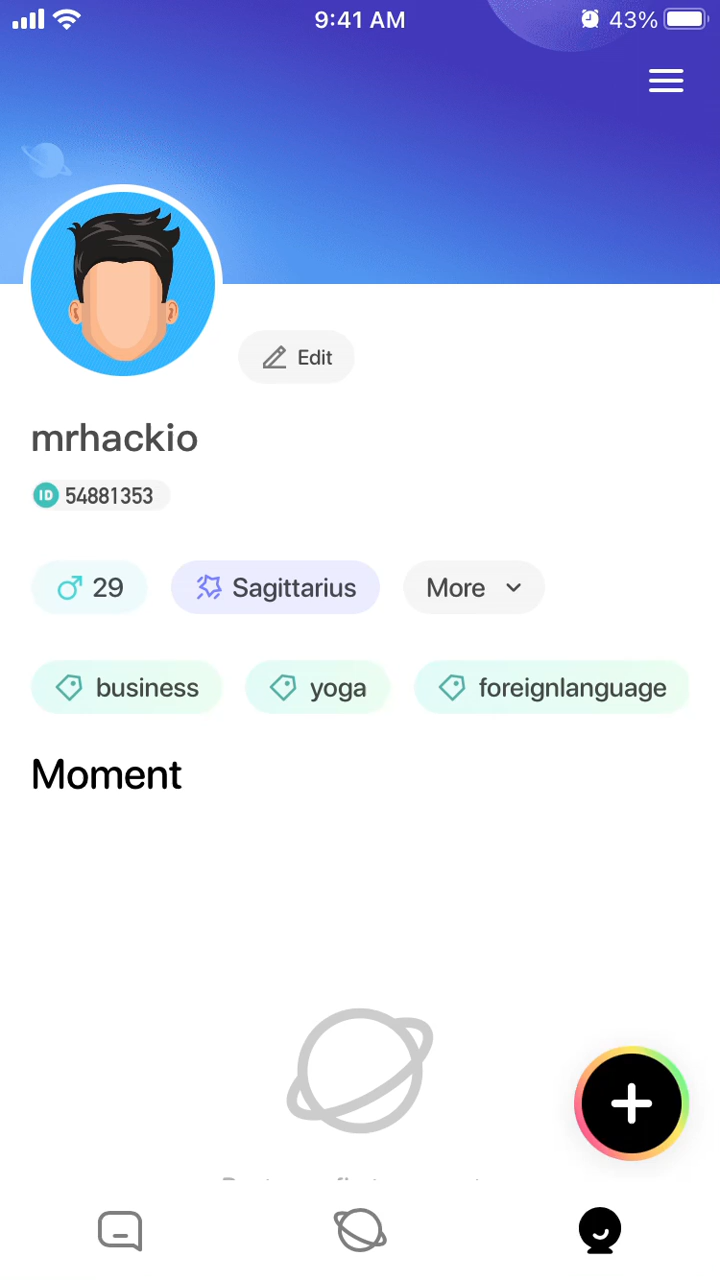 9:41 AM 43%
Edit
mrhackio
ID 54881353
29 Sagittarius More
business yoga foreignlanguage
Moment